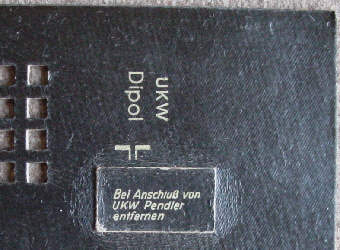 UKW
Dipol
Bei Anschluß von
UKW Pendler
entfernen